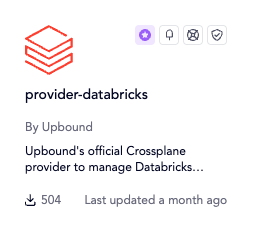 provider-databricks
By Upbound
Upbound's official Crossplane
provider to manage Databricks...
504
Last updated a month ago